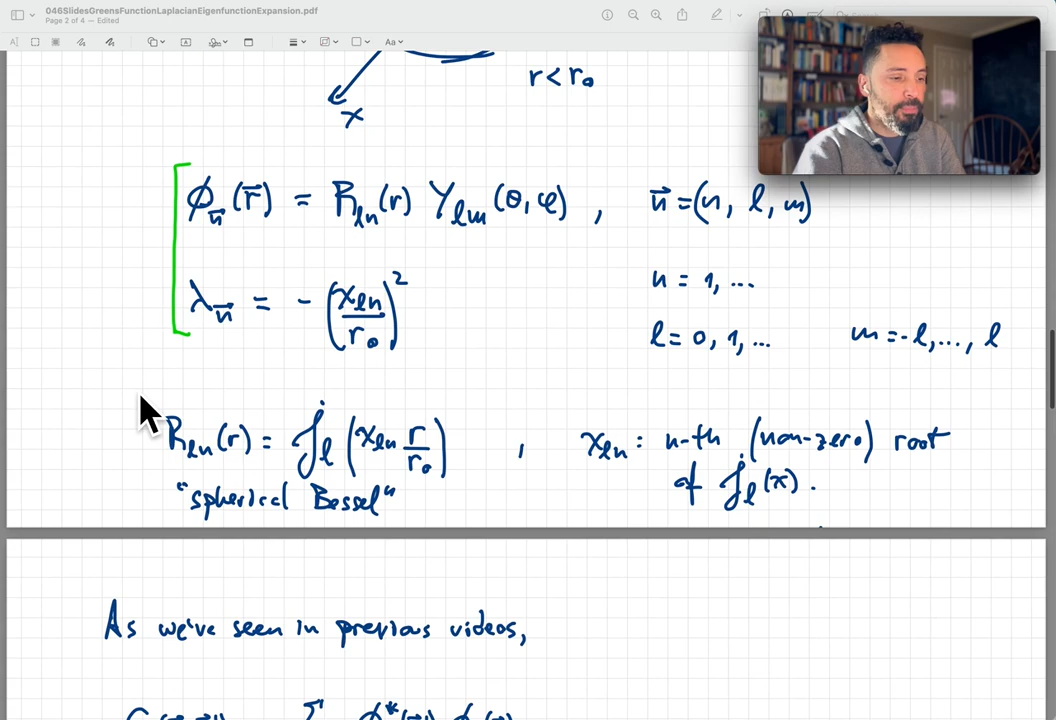 046SlidesGreensFunctionLaplacianEigenfunctionExpansion.pdf
Page 2 of 4 — Edited
Aa
r < r₀
x
ϕ_n⃗(r⃗) = R_ln(r) Y_lm(θ,φ) , n⃗ = (n, l, m)
n = 1, ...
λ_n⃗ = - (x_ln/r₀)²
l = 0, 1, ... m = -l, ..., l
R_ln(r) = j_l (x_ln r/r₀) , x_ln : n-th (non-zero) root
"spherical Bessel" of j_l(x).
As we've seen in previous videos,